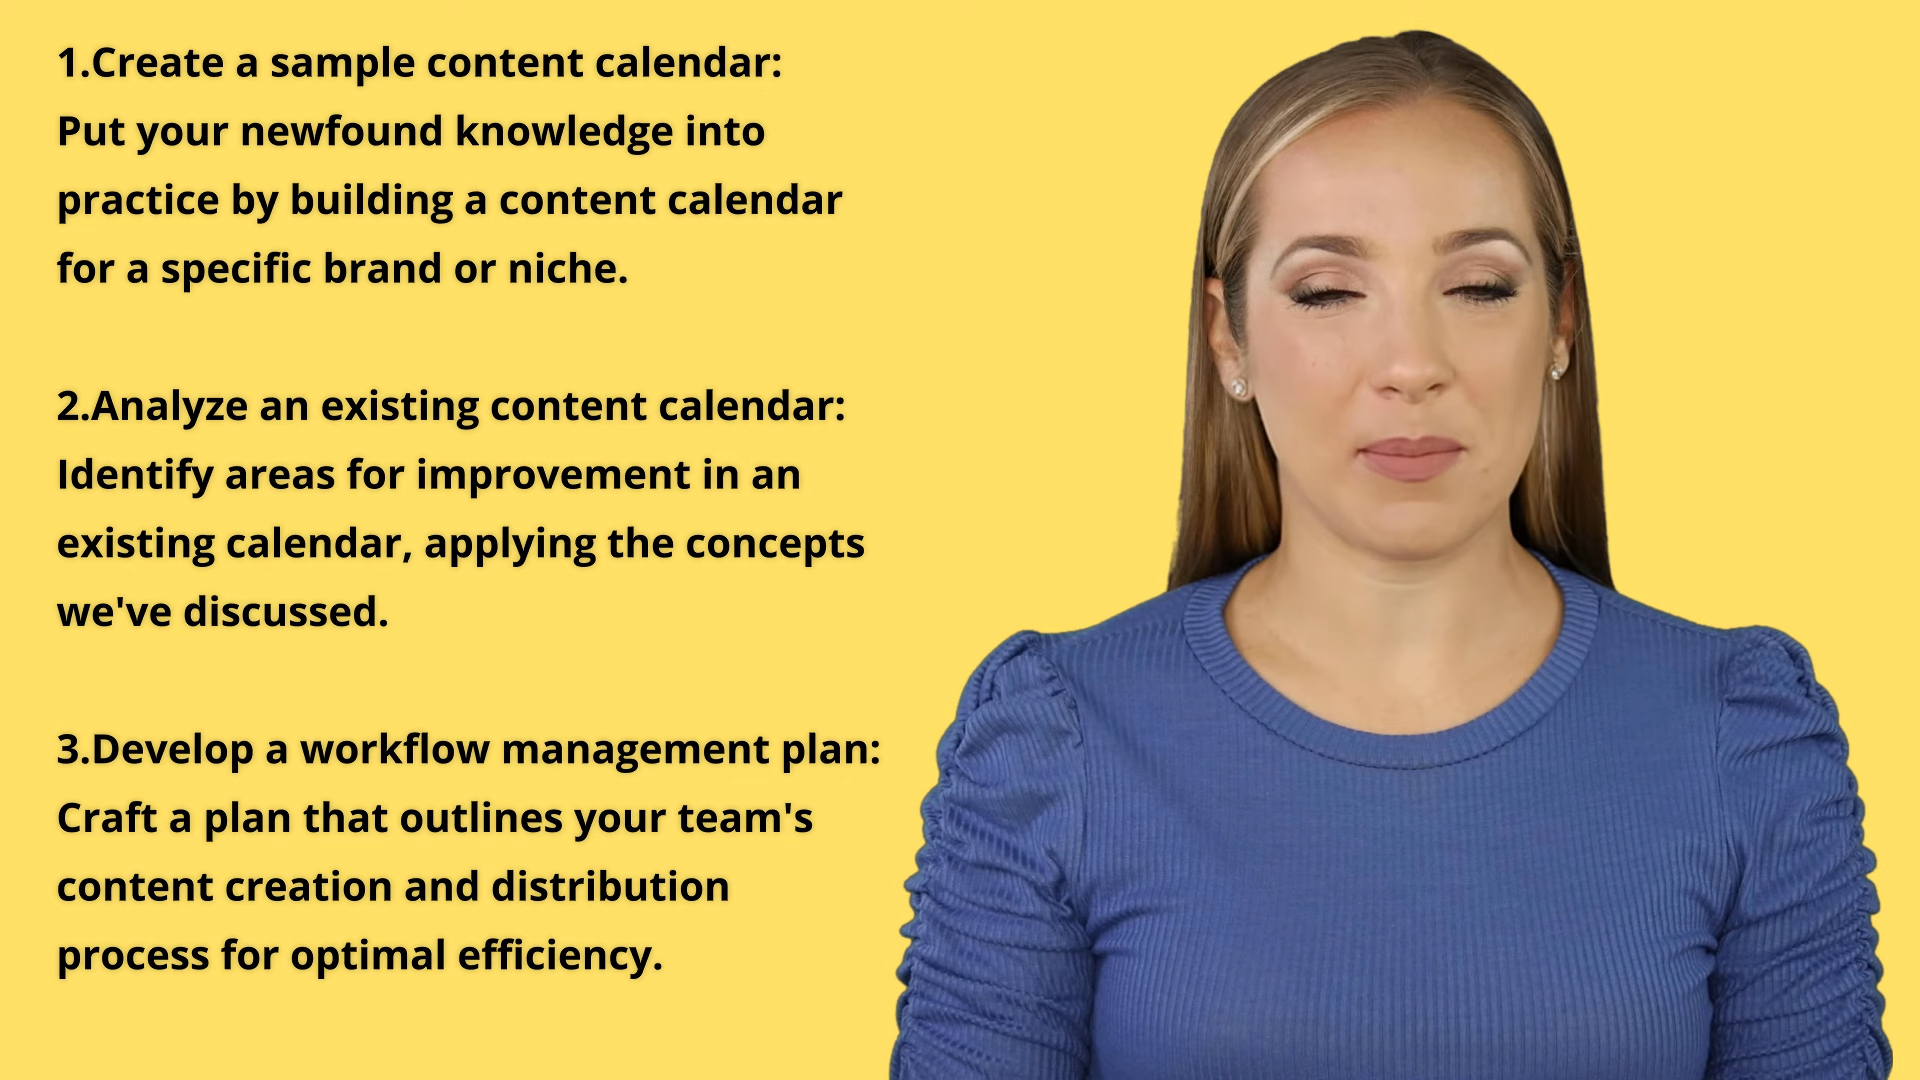 1.Create a sample content calendar:
Put your newfound knowledge into
practice by building a content calendar
for a specific brand or niche.
2.Analyze an existing content calendar:
Identify areas for improvement in an
existing calendar, applying the concepts
we've discussed.
3.Develop a workflow management plan:
Craft a plan that outlines your team's
content creation and distribution
process for optimal efficiency.